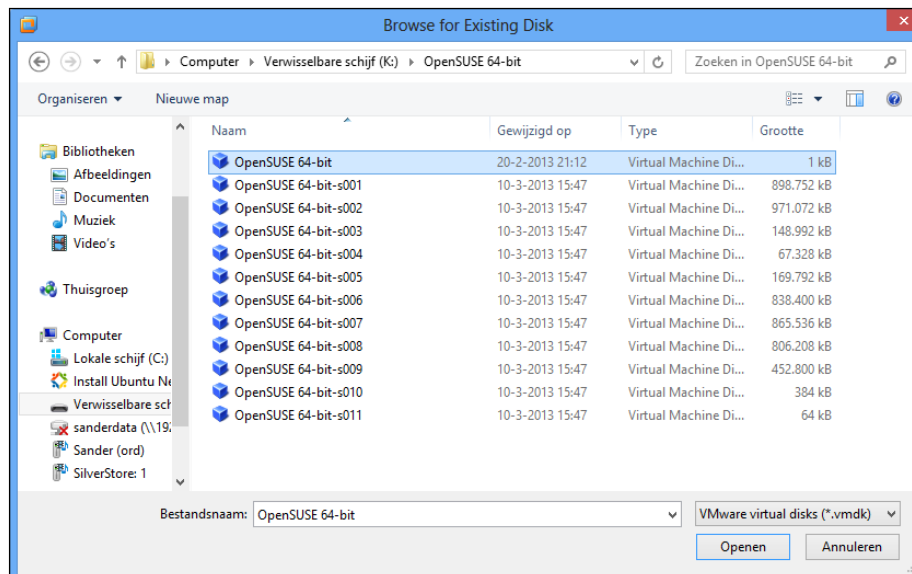 Browse for Existing Disk
Computer Verwisselbare schijf (K:) OpenSUSE 64-bit Zoeken in OpenSUSE 64-bit
Organiseren Nieuwe map
Naam Gewijzigd op Type Grootte
Bibliotheken
Afbeeldingen
Documenten
Muziek
Video's
Thuisgroep
Computer
Lokale schijf (C:)
Install Ubuntu Ne
Verwisselbare sch
sanderdata (\\192
Sander (ord)
SilverStore: 1
OpenSUSE 64-bit 20-2-2013 21:12 Virtual Machine Di... 1 kB
OpenSUSE 64-bit-s001 10-3-2013 15:47 Virtual Machine Di... 898.752 kB
OpenSUSE 64-bit-s002 10-3-2013 15:47 Virtual Machine Di... 971.072 kB
OpenSUSE 64-bit-s003 10-3-2013 15:47 Virtual Machine Di... 148.992 kB
OpenSUSE 64-bit-s004 10-3-2013 15:47 Virtual Machine Di... 67.328 kB
OpenSUSE 64-bit-s005 10-3-2013 15:47 Virtual Machine Di... 169.792 kB
OpenSUSE 64-bit-s006 10-3-2013 15:47 Virtual Machine Di... 838.400 kB
OpenSUSE 64-bit-s007 10-3-2013 15:47 Virtual Machine Di... 865.536 kB
OpenSUSE 64-bit-s008 10-3-2013 15:47 Virtual Machine Di... 806.208 kB
OpenSUSE 64-bit-s009 10-3-2013 15:47 Virtual Machine Di... 452.800 kB
OpenSUSE 64-bit-s010 10-3-2013 15:47 Virtual Machine Di... 384 kB
OpenSUSE 64-bit-s011 10-3-2013 15:47 Virtual Machine Di... 64 kB
Bestandsnaam: OpenSUSE 64-bit VMware virtual disks (*.vmdk)
Openen Annuleren